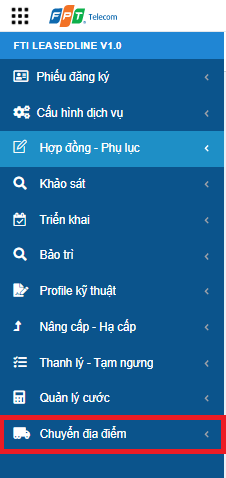 FPT Telecom
FTI LEASEDLINE V1.0
Phiếu đăng ký
Cấu hình dịch vụ
Hợp đồng - Phụ lục
Khảo sát
Triển khai
Bảo trì
Profile kỹ thuật
Nâng cấp - Hạ cấp
Thanh lý - Tạm ngưng
Quản lý cước
Chuyển địa điểm